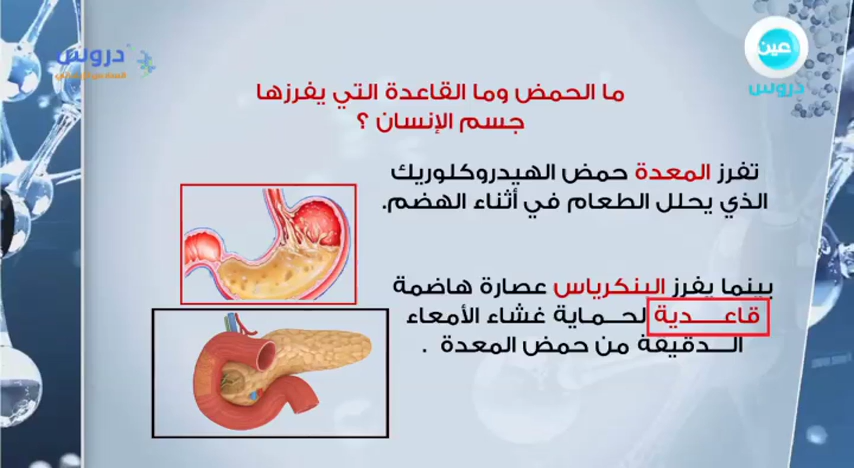 عين
دروس
دروس
ما الحمض وما القاعدة التي يفرزها
جسم الإنسان ؟
تفرز المعدة حمض الهيدروكلوريك
الذي يحلل الطعام في أثناء الهضم.
بينما يفرز البنكرياس عصارة هاضمة
قاعـــدية لحـماية غشاء الأمعاء
الـدقيقة من حمض المعدة .